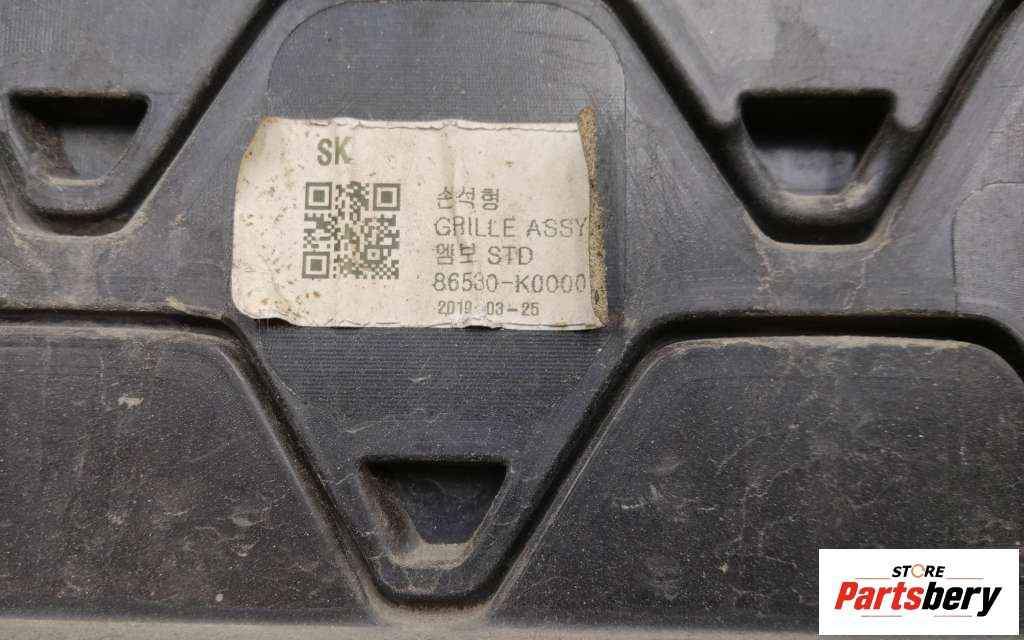 SK
손석형
GRILLE ASSY
엠보 STD
86530-K0000
2019-03-25
STORE
Partsbery